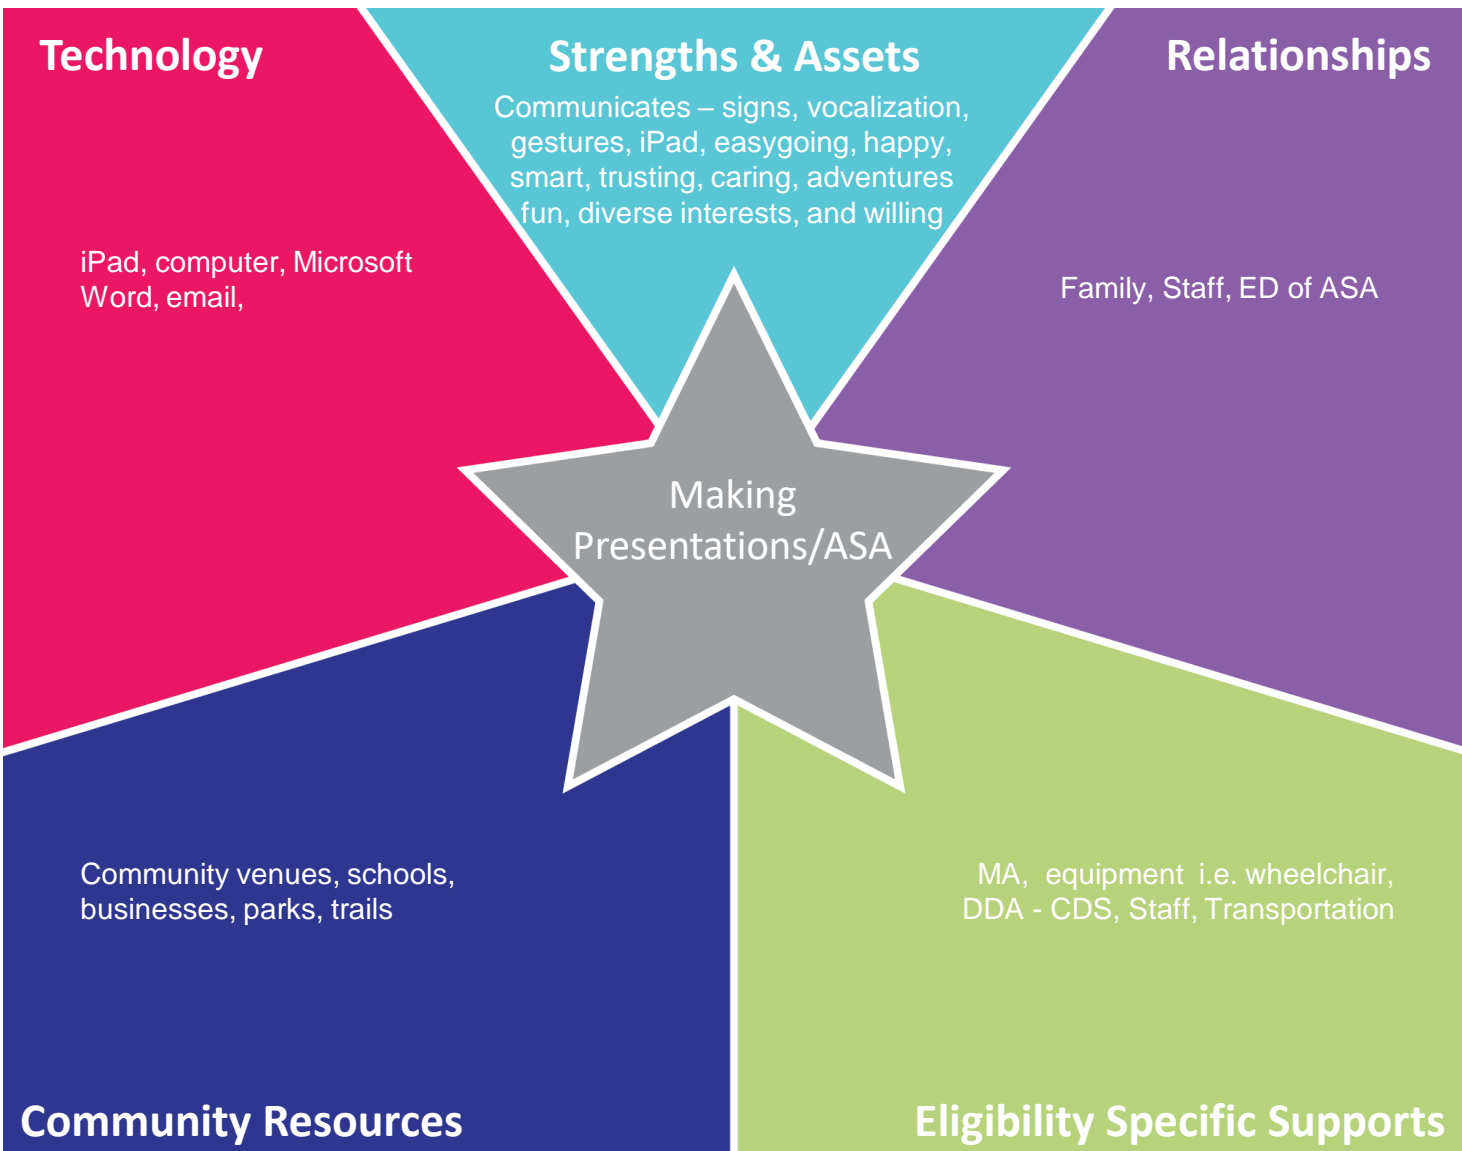 Technology
iPad, computer, Microsoft
Word, email,
Strengths & Assets
Communicates – signs, vocalization,
gestures, iPad, easygoing, happy,
smart, trusting, caring, adventures
fun, diverse interests, and willing
Relationships
Family, Staff, ED of ASA
Making
Presentations/ASA
Community venues, schools,
businesses, parks, trails
Community Resources
MA, equipment i.e. wheelchair,
DDA - CDS, Staff, Transportation
Eligibility Specific Supports